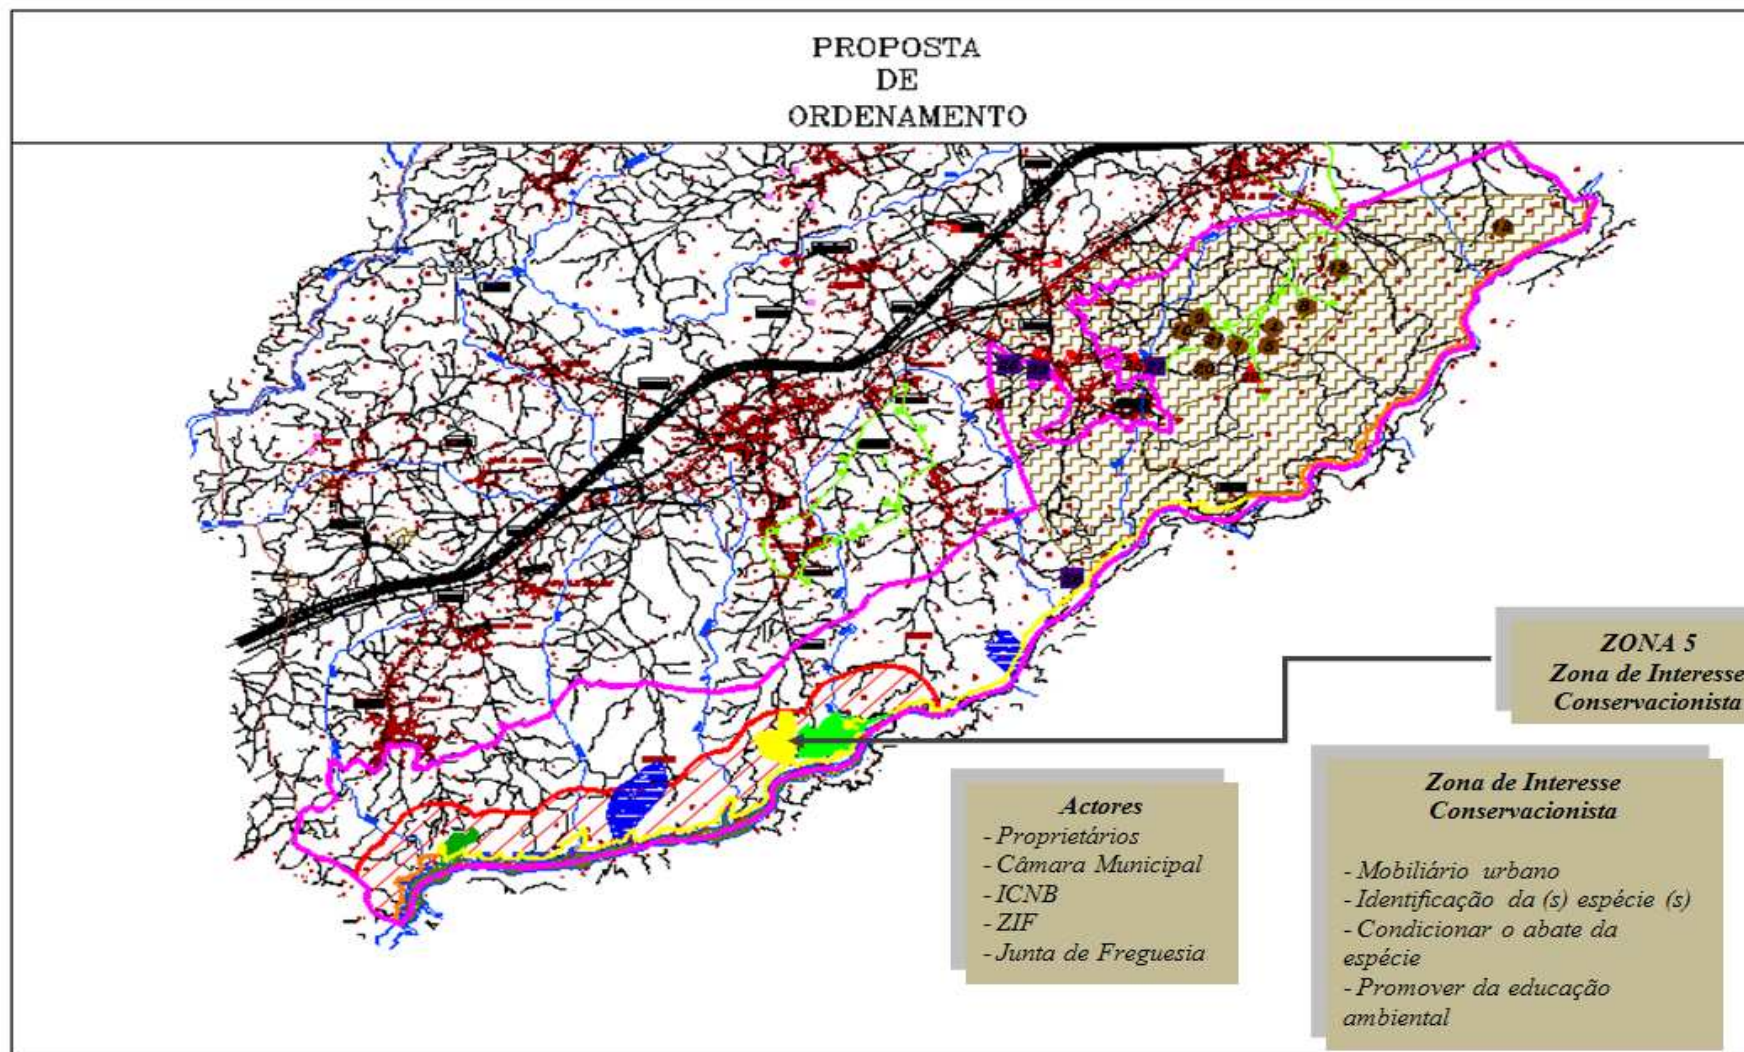 PROPOSTA
DE
ORDENAMENTO
ZONA 5
Zona de Interesse
Conservacionista
Actores
- Proprietários
- Câmara Municipal
- ICNB
- ZIF
- Junta de Freguesia
Zona de Interesse
Conservacionista
- Mobiliário urbano
- Identificação da (s) espécie (s)
- Condicionar o abate da
espécie
- Promover da educação
ambiental